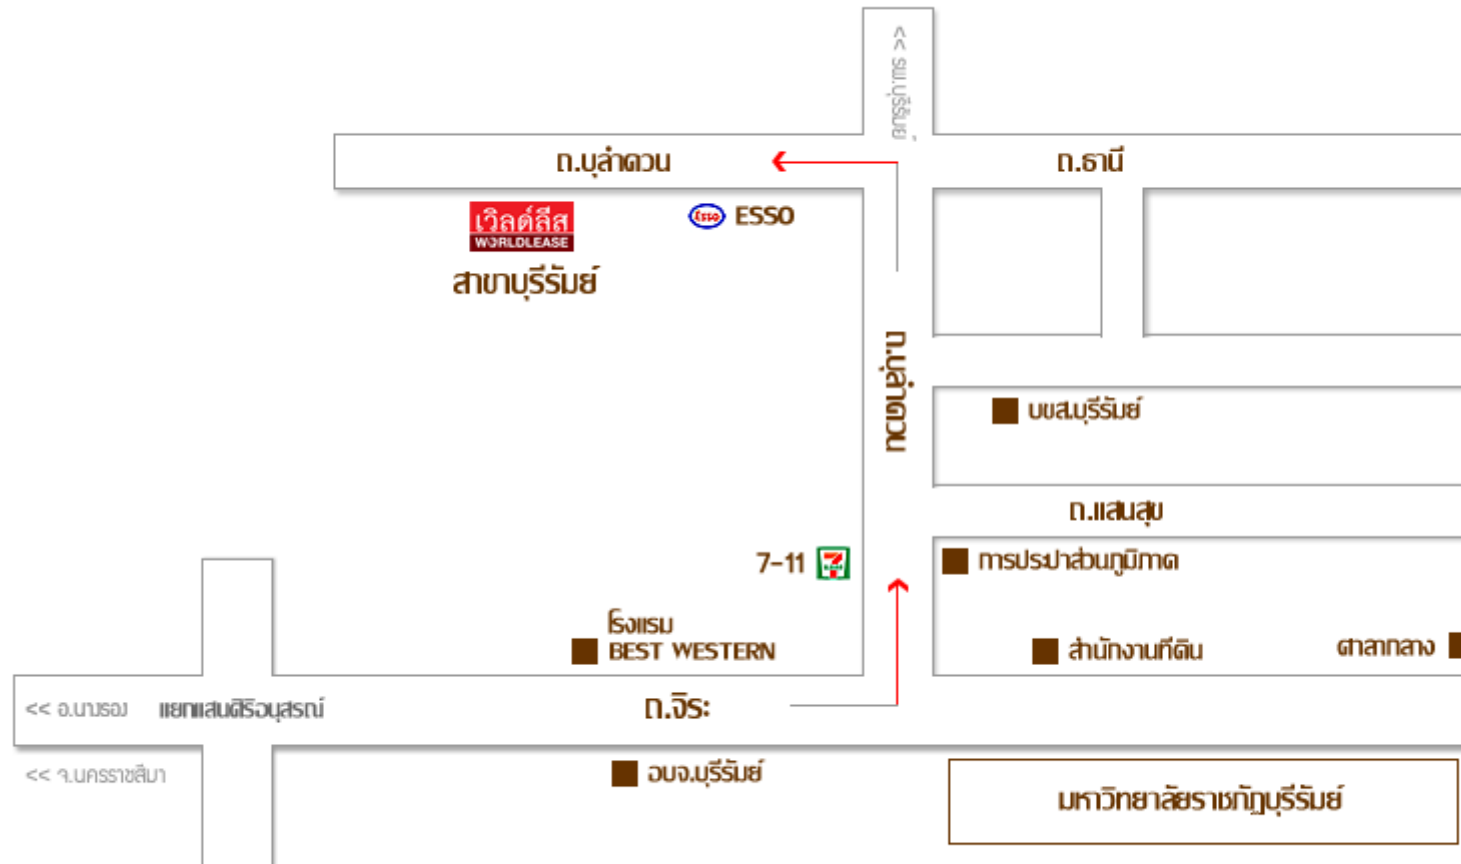 << รพ.บุรีรัมย์
ถ.บุลำดวน
ถ.ธานี
เวิลด์ลีส
WORLDLEASE
Esso
ESSO
สาขาบุรีรัมย์
ถ.บุลำดวน
บขส.บุรีรัมย์
ถ.แสนสุข
7-11
การประปาส่วนภูมิภาค
โรงแรม
BEST WESTERN
สำนักงานที่ดิน
ศาลากลาง
<< อ.นางรอง
แยกแสนศิริอนุสรณ์
ถ.จิระ
<< จ.นครราชสีมา
อบจ.บุรีรัมย์
มหาวิทยาลัยราชภัฏบุรีรัมย์